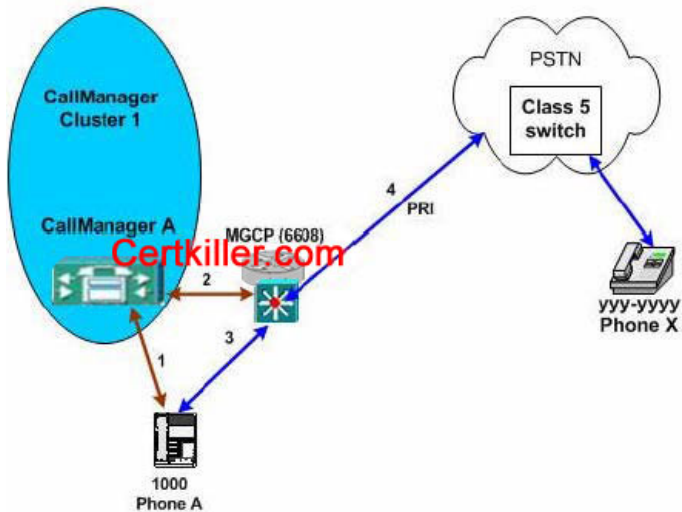 PSTN
Class 5
switch
CallManager
Cluster 1
4
PRI
CallManager A
MGCP (6608)
Certkiller.com
2
yyy-yyyy
Phone X
3
1
1000
Phone A